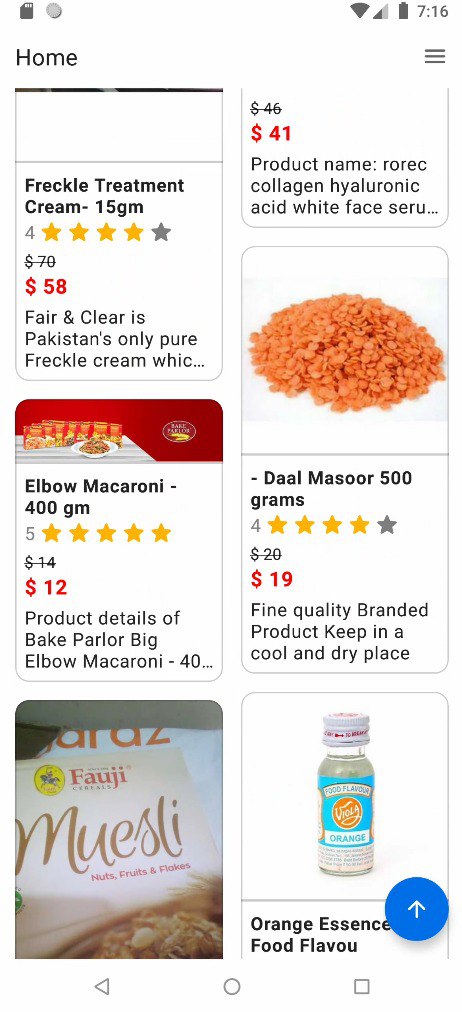 7:16
Home
Freckle Treatment
Cream- 15gm
4
$ 70
$ 58
Fair & Clear is
Pakistan's only pure
Freckle cream whic...
BAKE
PARLOR
Elbow Macaroni -
400 gm
5
$ 14
$ 12
Product details of
Bake Parlor Big
Elbow Macaroni - 40...
Fauji
CEREALS
Muesli
Nuts, Fruits & Flakes
$ 46
$ 41
Product name: rorec
collagen hyaluronic
acid white face seru...
- Daal Masoor 500
grams
4
$ 20
$ 19
Fine quality Branded
Product Keep in a
cool and dry place
FOOD FLAVOUR
Viola
ORANGE
Orange Essence
Food Flavou